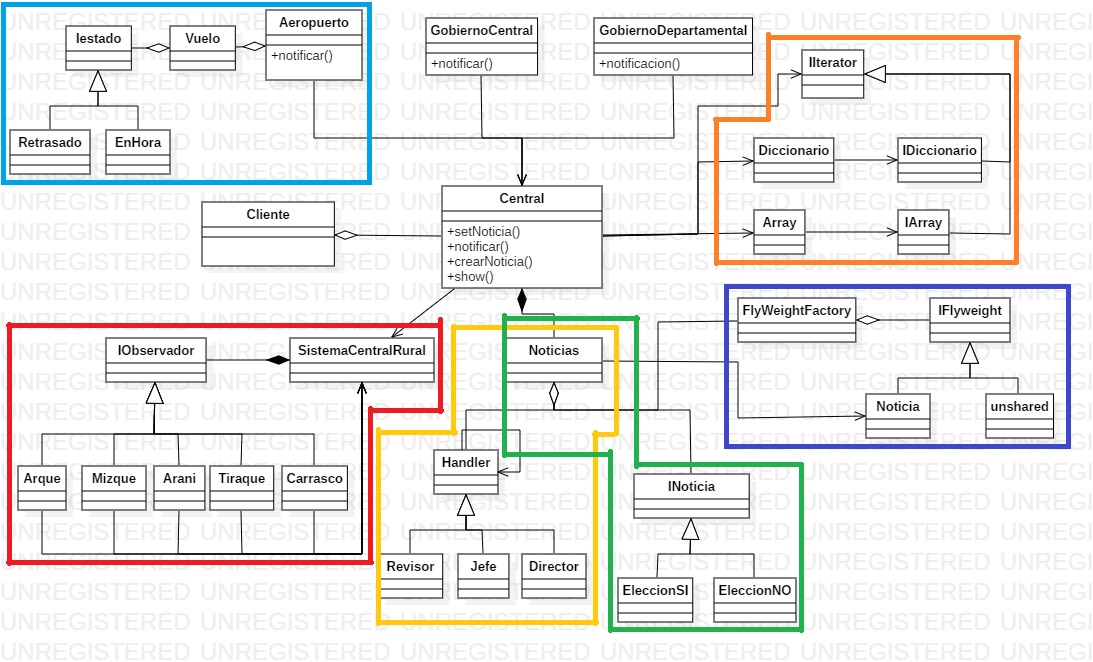 Iestado
Vuelo
Aeropuerto
+notificar()
Retrasado
EnHora
GobiernoCentral
+notificar()
GobiernoDepartamental
+notificacion()
IIterator
Diccionario
IDiccionario
Array
IArray
Cliente
Central
+setNoticia()
+notificar()
+crearNoticia()
+show()
FlyWeightFactory
IFlyweight
Noticia
unshared
IObservador
SistemaCentralRural
Arque
Mizque
Arani
Tiraque
Carrasco
Noticias
Handler
Revisor
Jefe
Director
INoticia
EleccionSI
EleccionNO
UNREGISTERED